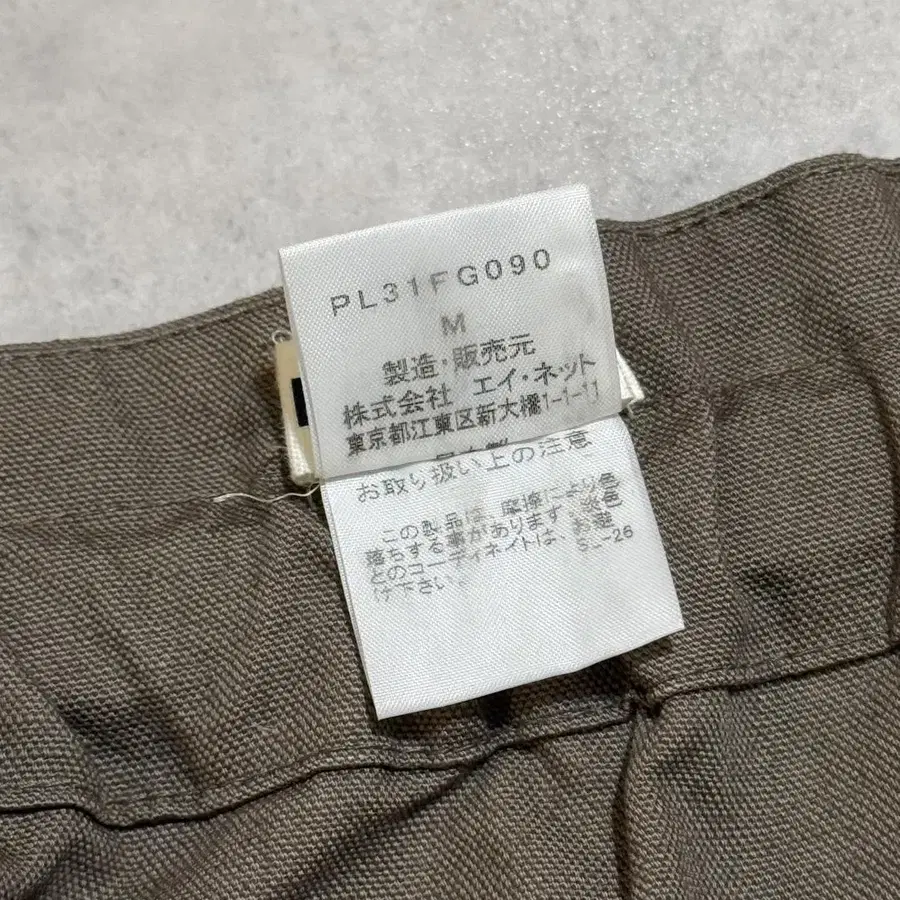 PL31FG090
M
製造・販売元
株式会社 エイ・ネット
東京都江東区新大橋1-1-11
お取り扱い上の注意
この製品は、摩擦により色
落ちする事があります、淡色
とのコーディネイトは、お避
け下さい。 S-26